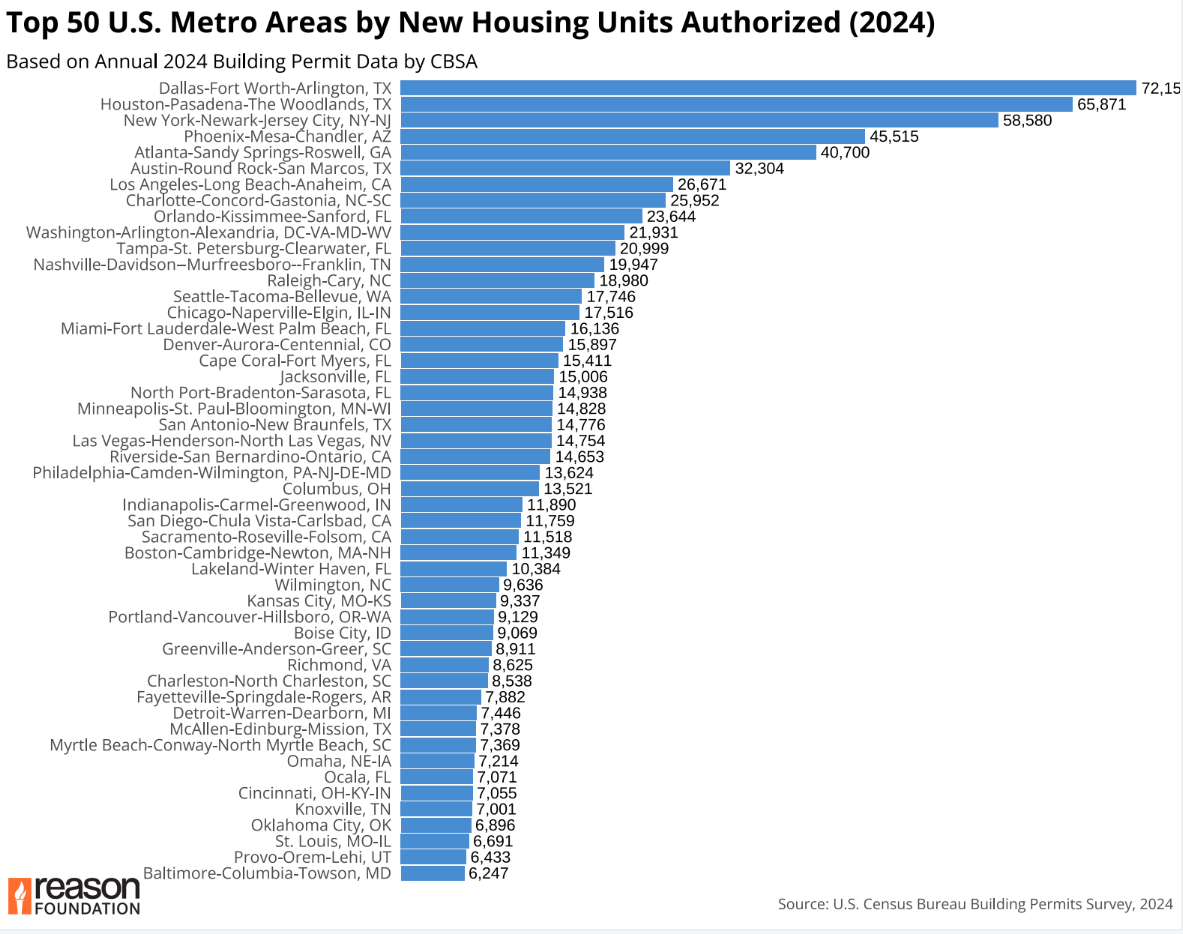 Top 50 U.S. Metro Areas by New Housing Units Authorized (2024)
Based on Annual 2024 Building Permit Data by CBSA
Dallas-Fort Worth-Arlington, TX 72,15
Houston-Pasadena-The Woodlands, TX 65,871
New York-Newark-Jersey City, NY-NJ 58,580
Phoenix-Mesa-Chandler, AZ 45,515
Atlanta-Sandy Springs-Roswell, GA 40,700
Austin-Round Rock-San Marcos, TX 32,304
Los Angeles-Long Beach-Anaheim, CA 26,671
Charlotte-Concord-Gastonia, NC-SC 25,952
Orlando-Kissimmee-Sanford, FL 23,644
Washington-Arlington-Alexandria, DC-VA-MD-WV 21,931
Tampa-St. Petersburg-Clearwater, FL 20,999
Nashville-Davidson–Murfreesboro--Franklin, TN 19,947
Raleigh-Cary, NC 18,980
Seattle-Tacoma-Bellevue, WA 17,746
Chicago-Naperville-Elgin, IL-IN 17,516
Miami-Fort Lauderdale-West Palm Beach, FL 16,136
Denver-Aurora-Centennial, CO 15,897
Cape Coral-Fort Myers, FL 15,411
Jacksonville, FL 15,006
North Port-Bradenton-Sarasota, FL 14,938
Minneapolis-St. Paul-Bloomington, MN-WI 14,828
San Antonio-New Braunfels, TX 14,776
Las Vegas-Henderson-North Las Vegas, NV 14,754
Riverside-San Bernardino-Ontario, CA 14,653
Philadelphia-Camden-Wilmington, PA-NJ-DE-MD 13,624
Columbus, OH 13,521
Indianapolis-Carmel-Greenwood, IN 11,890
San Diego-Chula Vista-Carlsbad, CA 11,759
Sacramento-Roseville-Folsom, CA 11,518
Boston-Cambridge-Newton, MA-NH 11,349
Lakeland-Winter Haven, FL 10,384
Wilmington, NC 9,636
Kansas City, MO-KS 9,337
Portland-Vancouver-Hillsboro, OR-WA 9,129
Boise City, ID 9,069
Greenville-Anderson-Greer, SC 8,911
Richmond, VA 8,625
Charleston-North Charleston, SC 8,538
Fayetteville-Springdale-Rogers, AR 7,882
Detroit-Warren-Dearborn, MI 7,446
McAllen-Edinburg-Mission, TX 7,378
Myrtle Beach-Conway-North Myrtle Beach, SC 7,369
Omaha, NE-IA 7,214
Ocala, FL 7,071
Cincinnati, OH-KY-IN 7,055
Knoxville, TN 7,001
Oklahoma City, OK 6,896
St. Louis, MO-IL 6,691
Provo-Orem-Lehi, UT 6,433
Baltimore-Columbia-Towson, MD 6,247
reason
FOUNDATION
Source: U.S. Census Bureau Building Permits Survey, 2024